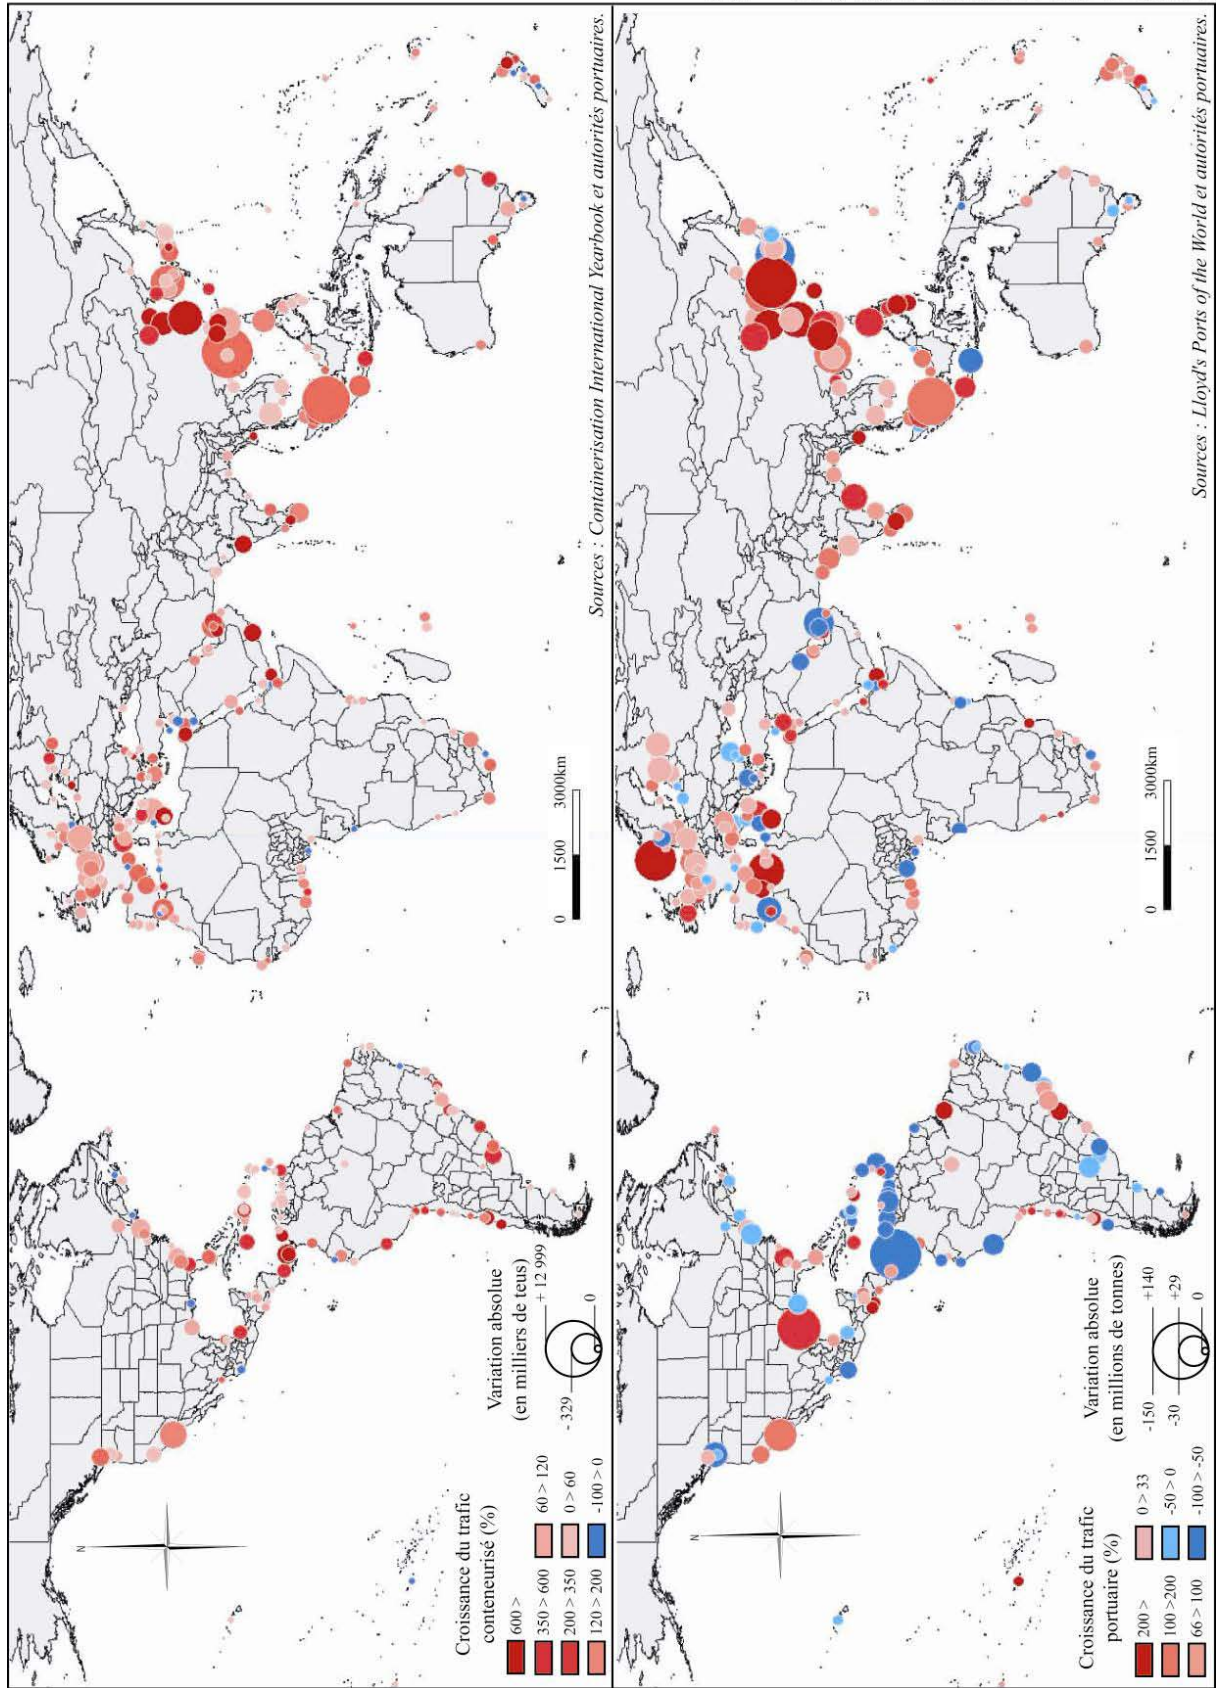 N
Croissance du trafic
conteneurisé (%)
600 >
350 > 600
200 > 350
120 > 200
60 > 120
0 > 60
-100 > 0
Variation absolue
(en milliers de teus)
-329
+12 999
0
0 1500 3000km
Sources : Containerisation International Yearbook et autorités portuaires.
N
Croissance du trafic
portuaire (%)
200 >
100 >200
66 > 100
0 > 33
-50 > 0
-100 > -50
Variation absolue
(en millions de tonnes)
-150 +140
-30 +29
0
0 1500 3000km
Sources : Lloyd's Ports of the World et autorités portuaires.